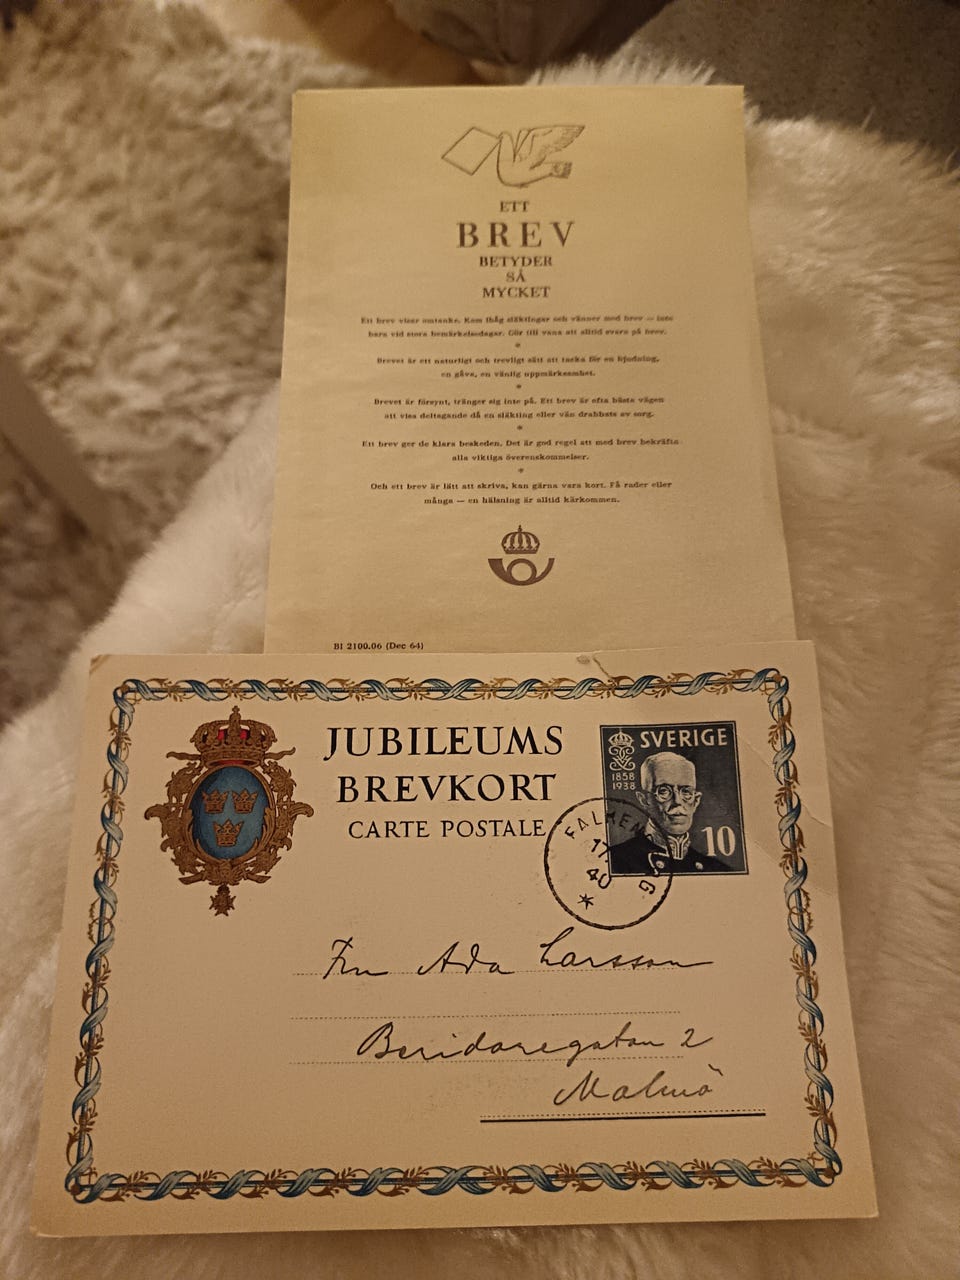 ETT
BREV
BETYDER
SÅ
MYCKET
Ett brev visar omtanke. Kom ihåg släktingar och vänner med brev — inte
bara vid stora bemärkelsedagar. Gör till vana att alltid svara på brev.
*
Brevet är ett naturligt och trevligt sätt att tacka för en bjudning,
en gåva, en vänlig uppmärksamhet.
*
Brevet är försynt, tränger sig inte på. Ett brev är ofta bästa vägen
att visa deltagande då en släkting eller vän drabbats av sorg.
*
Ett brev ger de klara beskeden. Det är god regel att med brev bekräfta
alla viktiga överenskommelser.
*
Och ett brev är lätt att skriva, kan gärna vara kort. Få rader eller
många — en hälsning är alltid kärkommen.
BI 2100.06 (Dec 64)
JUBILEUMS
BREVKORT
CARTE POSTALE
SVERIGE
1858
1938
10
40
Fru Ada Larsson
Beridaregatan 2
Malmö